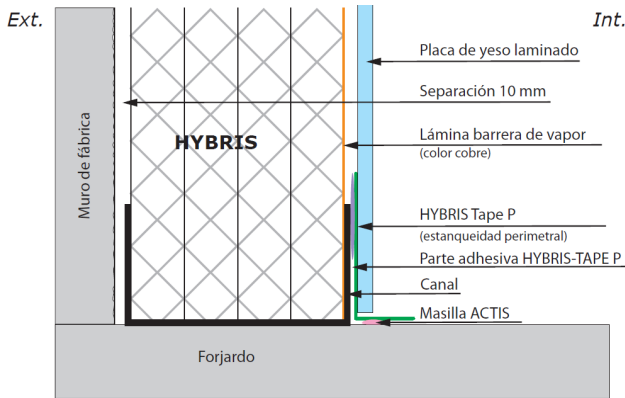 Ext.
Int.
Placa de yeso laminado
Separación 10 mm
HYBRIS
Lámina barrera de vapor
(color cobre)
Muro de fábrica
HYBRIS Tape P
(estanqueidad perimetral)
Parte adhesiva HYBRIS-TAPE P
Canal
Masilla ACTIS
Forjardo